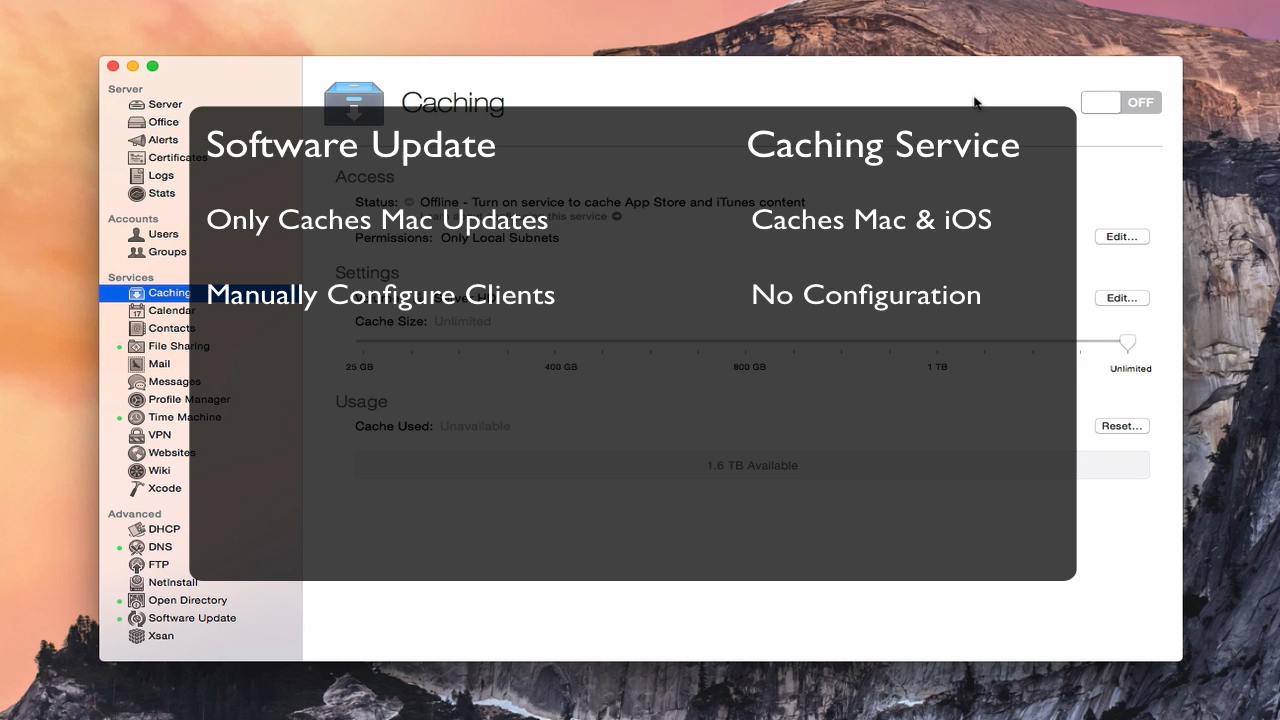 Server
Server
Office
Alerts
Certificates
Logs
Stats
Accounts
Users
Groups
Services
Caching
Calendar
Contacts
File Sharing
Mail
Messages
Profile Manager
Time Machine
VPN
Websites
Wiki
Xcode
Advanced
DHCP
DNS
FTP
NetInstall
Open Directory
Software Update
Xsan
Caching
OFF
Software Update
Caching Service
Access
Status: Offline - Turn on service to cache App Store and iTunes content
this service
Only Caches Mac Updates
Caches Mac & iOS
Permissions: Only Local Subnets
Edit...
Settings
Manually Configure Clients
No Configuration
Edit...
Cache Size: Unlimited
25 GB
400 GB
800 GB
1 TB
Unlimited
Usage
Cache Used: Unavailable
Reset...
1.6 TB Available